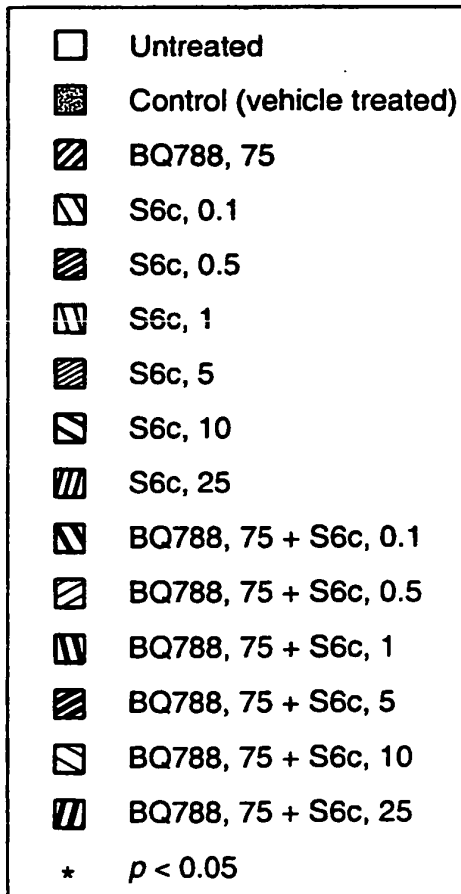 Untreated
Control (vehicle treated)
BQ788, 75
S6c, 0.1
S6c, 0.5
S6c, 1
S6c, 5
S6c, 10
S6c, 25
BQ788, 75 + S6c, 0.1
BQ788, 75 + S6c, 0.5
BQ788, 75 + S6c, 1
BQ788, 75 + S6c, 5
BQ788, 75 + S6c, 10
BQ788, 75 + S6c, 25
* p < 0.05